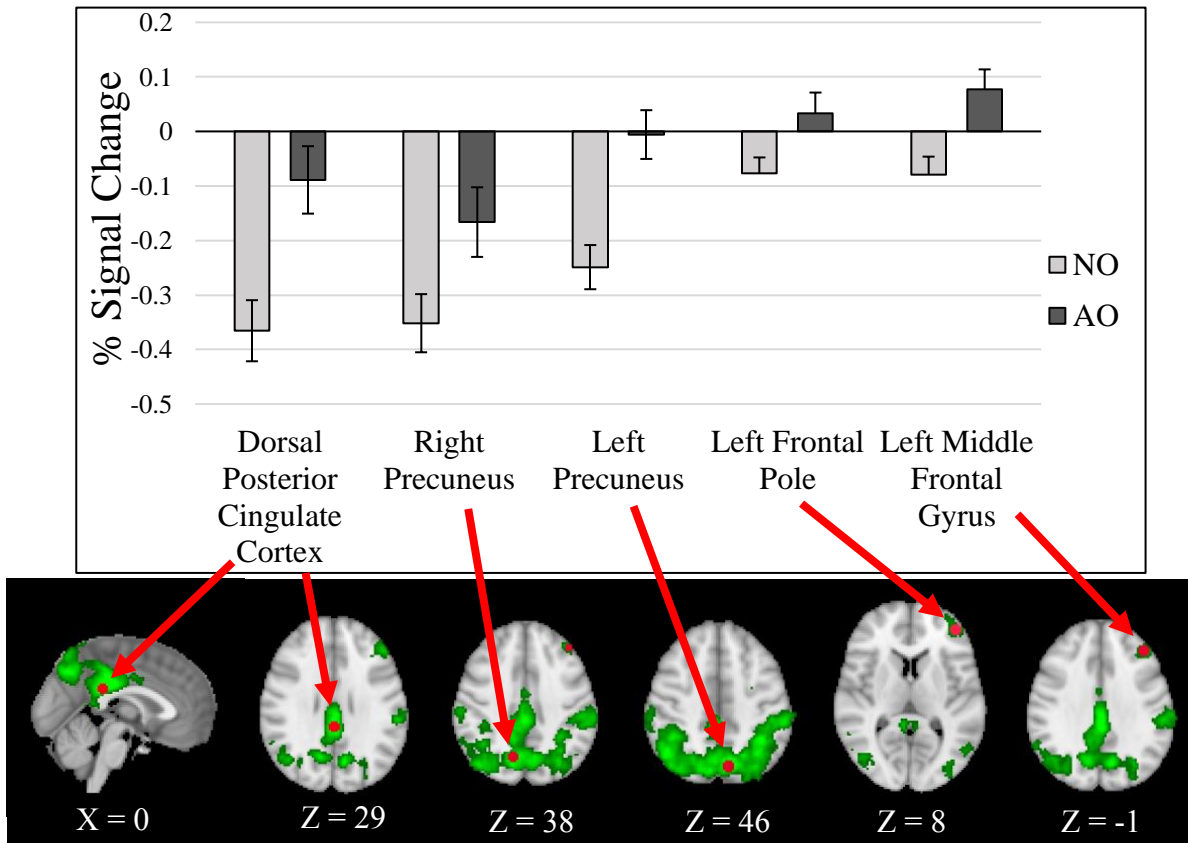 % Signal Change
0.2
0.1
0
-0.1
-0.2
-0.3
-0.4
-0.5
NO
AO
Dorsal
Posterior
Cingulate
Cortex
Right
Precuneus
Left
Precuneus
Left Frontal
Pole
Left Middle
Frontal
Gyrus
X = 0
Z = 29
Z = 38
Z = 46
Z = 8
Z = -1